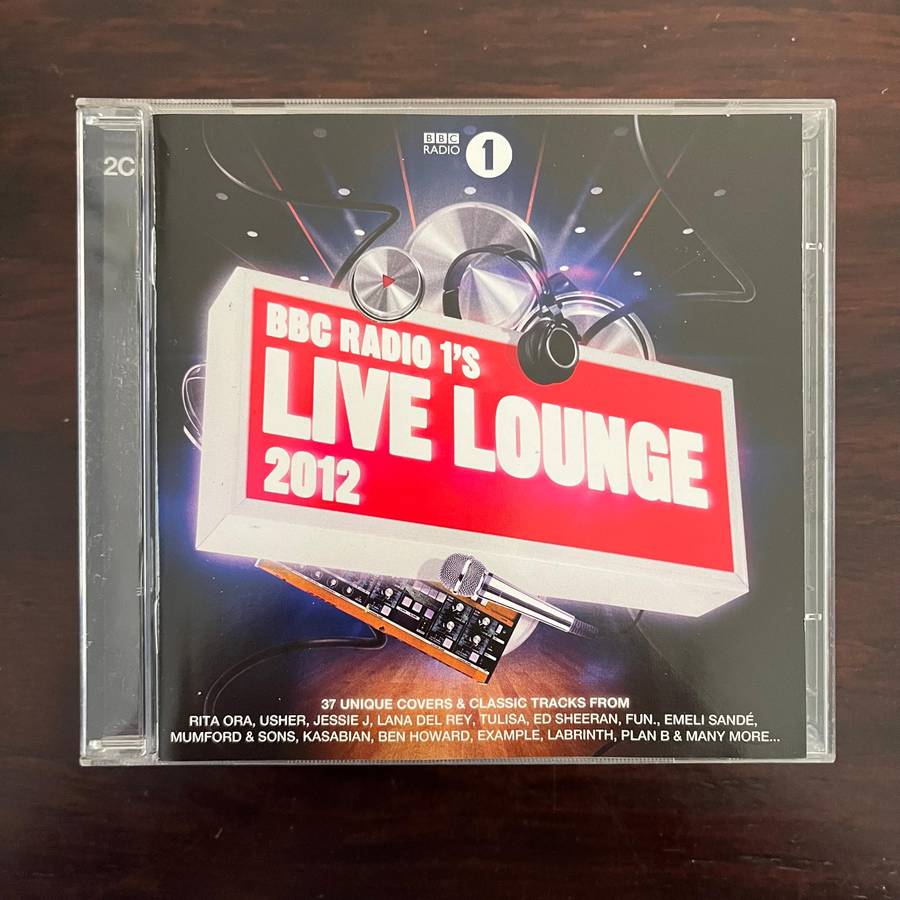 BBC
RADIO
1
2C
BBC RADIO 1'S
LIVE LOUNGE
2012
37 UNIQUE COVERS & CLASSIC TRACKS FROM
RITA ORA, USHER, JESSIE J, LANA DEL REY, TULISA, ED SHEERAN, FUN., EMELI SANDÉ,
MUMFORD & SONS, KASABIAN, BEN HOWARD, EXAMPLE, LABRINTH, PLAN B & MANY MORE...